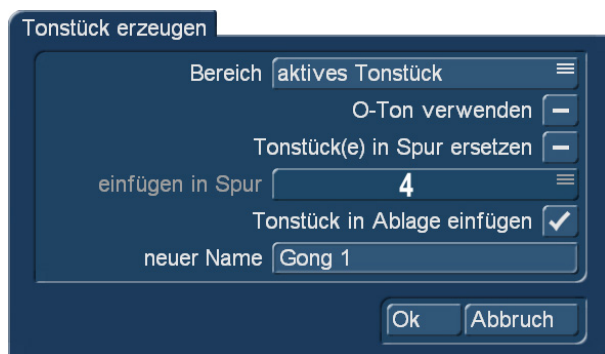 Tonstück erzeugen
Bereich aktives Tonstück
O-Ton verwenden
Tonstück(e) in Spur ersetzen
einfügen in Spur 4
Tonstück in Ablage einfügen
neuer Name Gong 1
Ok Abbruch